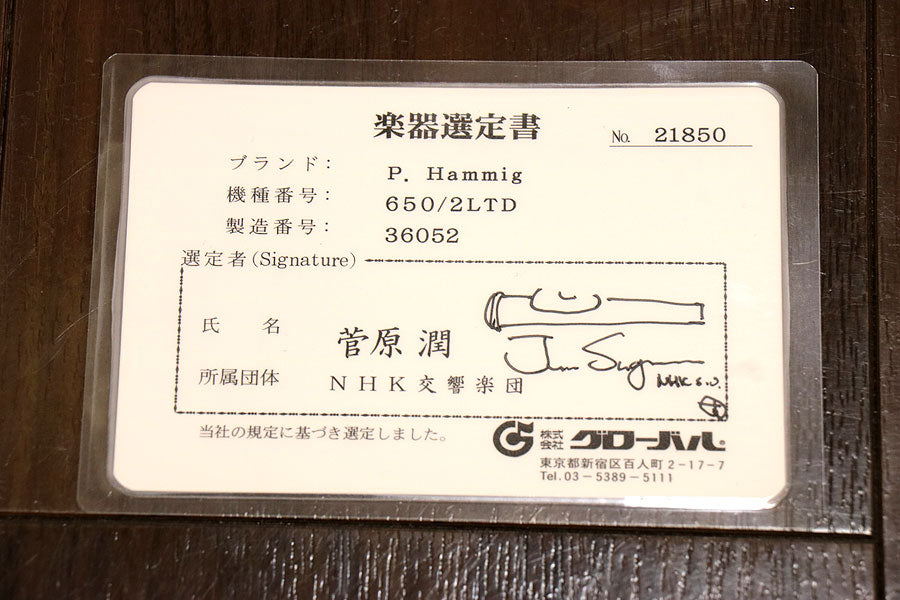 楽器選定書
No. 21850
ブランド: P. Hammig
機種番号: 650/2LTD
製造番号: 36052
選定者(Signature)
氏 名 菅原 潤
Jun Sugawara
所属団体 NHK交響楽団
NHK S.O.
当社の規定に基づき選定しました。
株式会社 グローバル
東京都新宿区百人町2-17-7
Tel.03-5389-5111